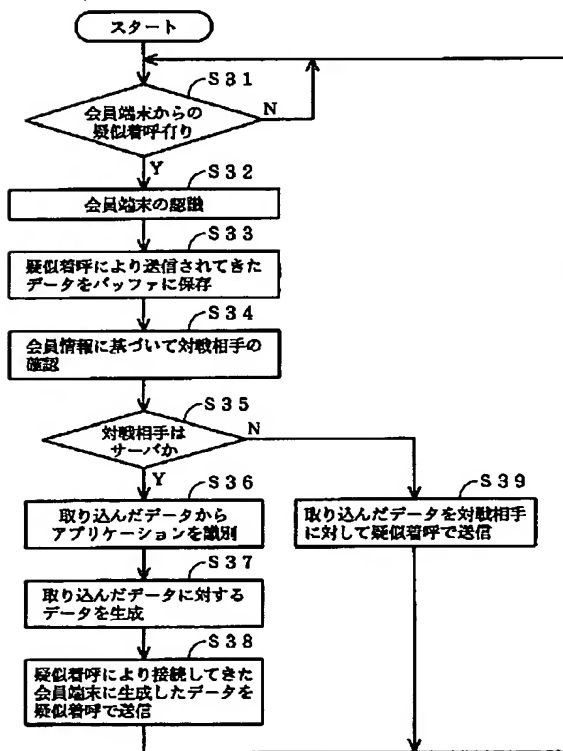 スタート
S31
会員端末からの
疑似着呼有り
N
Y
S32
会員端末の認識
S33
疑似着呼により送信されてきた
データをバッファに保存
S34
会員情報に基づいて対戦相手の
確認
S35
対戦相手は
サーバか
N
Y
S36
取り込んだデータから
アプリケーションを識別
S39
取り込んだデータを対戦相手
に対して疑似着呼で送信
S37
取り込んだデータに対する
データを生成
S38
疑似着呼により接続してきた
会員端末に生成したデータを
疑似着呼で送信